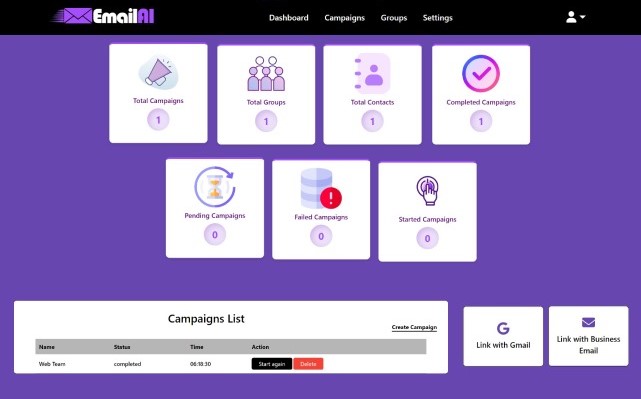 EmailAI
Dashboard Campaigns Groups Settings
Total Campaigns
1
Total Groups
1
Total Contacts
1
Completed Campaigns
1
Pending Campaigns
0
Failed Campaigns
0
Started Campaigns
0
Campaigns List
Create Campaign
Name Status Time Action
Web Team completed 06:18:30 Start again Delete
G
Link with Gmail
Link with Business
Email